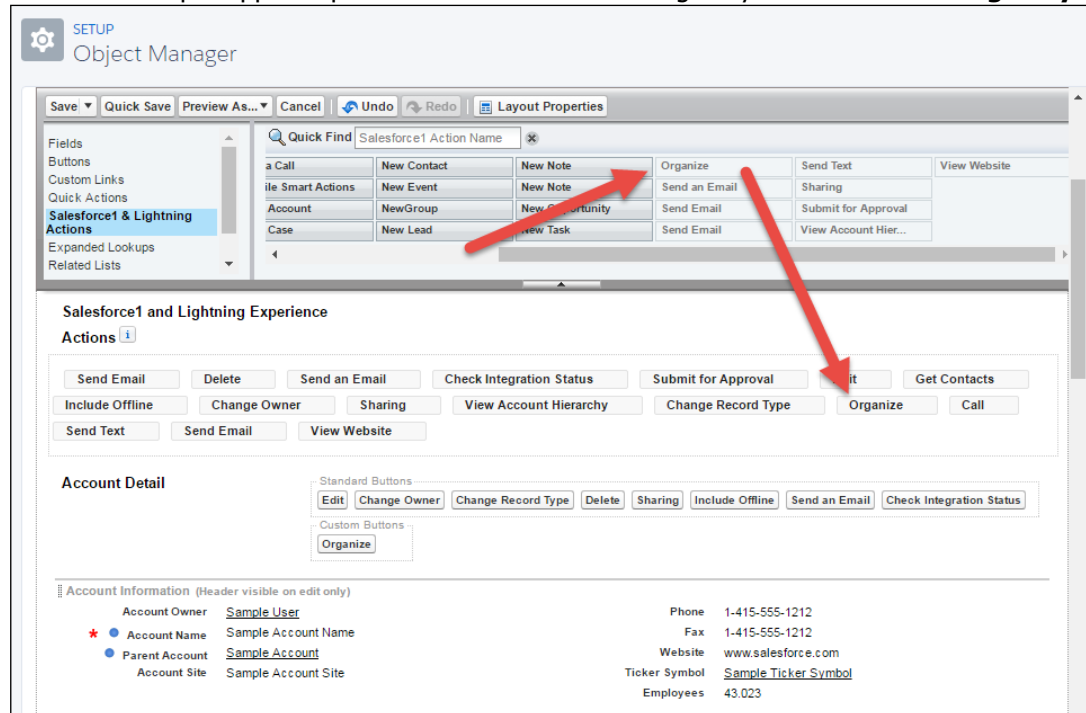 SETUP
Object Manager
Save Quick Save Preview As... Cancel Undo Redo Layout Properties
Fields
Buttons
Custom Links
Quick Actions
Salesforce1 & Lightning
Actions
Expanded Lookups
Related Lists
Quick Find Salesforce1 Action Name
a Call New Contact New Note Organize Send Text View Website
ile Smart Actions New Event New Note Send an Email Sharing
Account NewGroup New Opportunity Send Email Submit for Approval
Case New Lead New Task Send Email View Account Hier...
Salesforce1 and Lightning Experience
Actions i
Send Email Delete Send an Email Check Integration Status Submit for Approval Get Contacts
Include Offline Change Owner Sharing View Account Hierarchy Change Record Type Organize Call
Send Text Send Email View Website
Account Detail
Standard Buttons
Edit Change Owner Change Record Type Delete Sharing Include Offline Send an Email Check Integration Status
Custom Buttons
Organize
Account Information (Header visible on edit only)
Account Owner Sample User Phone 1-415-555-1212
* Account Name Sample Account Name Fax 1-415-555-1212
Parent Account Sample Account Website www.salesforce.com
Account Site Sample Account Site Ticker Symbol Sample Ticker Symbol
Employees 43.023